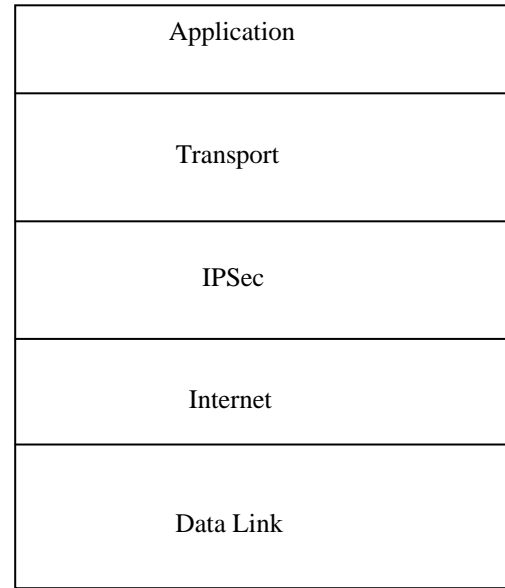 Application
Transport
IPSec
Internet
Data Link